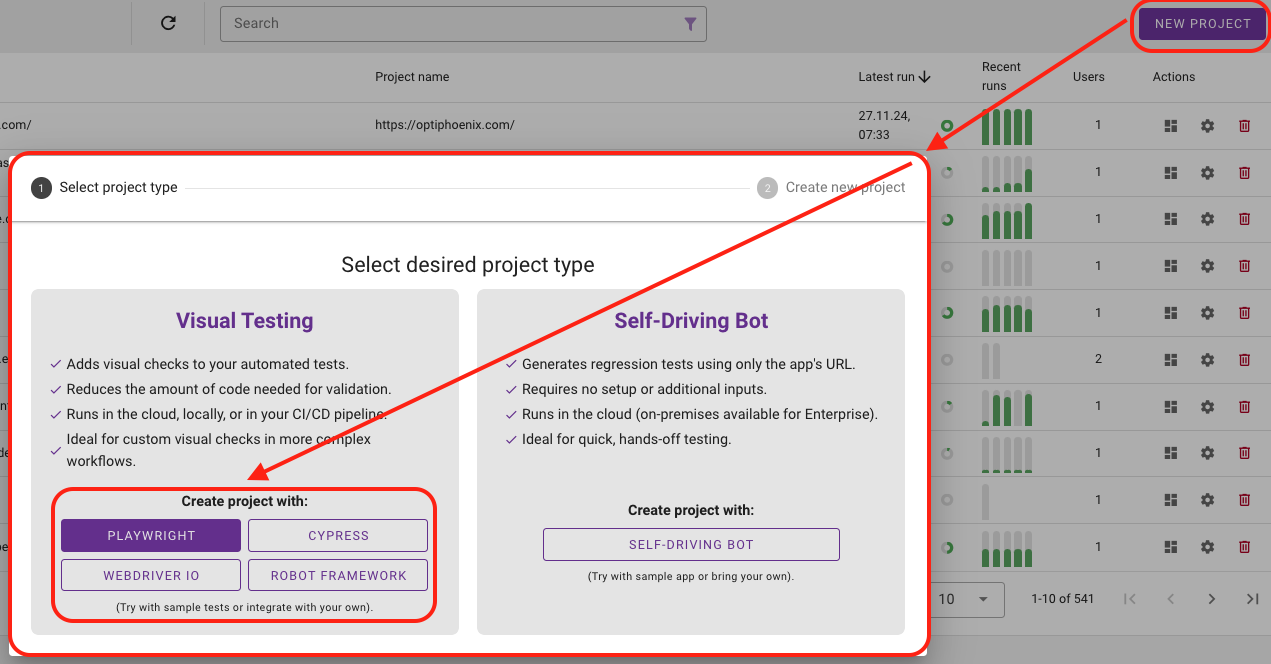 Search
NEW PROJECT
Project name
Latest run
Recent
runs
Users
Actions
.com/
https://optiphoenix.com/
27.11.24,
07:33
1
1
1
1
1
2
1
1
1
1
1 Select project type
2 Create new project
Select desired project type
Visual Testing
Adds visual checks to your automated tests.
Reduces the amount of code needed for validation.
Runs in the cloud, locally, or in your CI/CD pipeline.
Ideal for custom visual checks in more complex
workflows.
Create project with:
PLAYWRIGHT
CYPRESS
WEBDRIVER IO
ROBOT FRAMEWORK
(Try with sample tests or integrate with your own).
Self-Driving Bot
Generates regression tests using only the app's URL.
Requires no setup or additional inputs.
Runs in the cloud (on-premises available for Enterprise).
Ideal for quick, hands-off testing.
Create project with:
SELF-DRIVING BOT
(Try with sample app or bring your own).
10
1-10 of 541